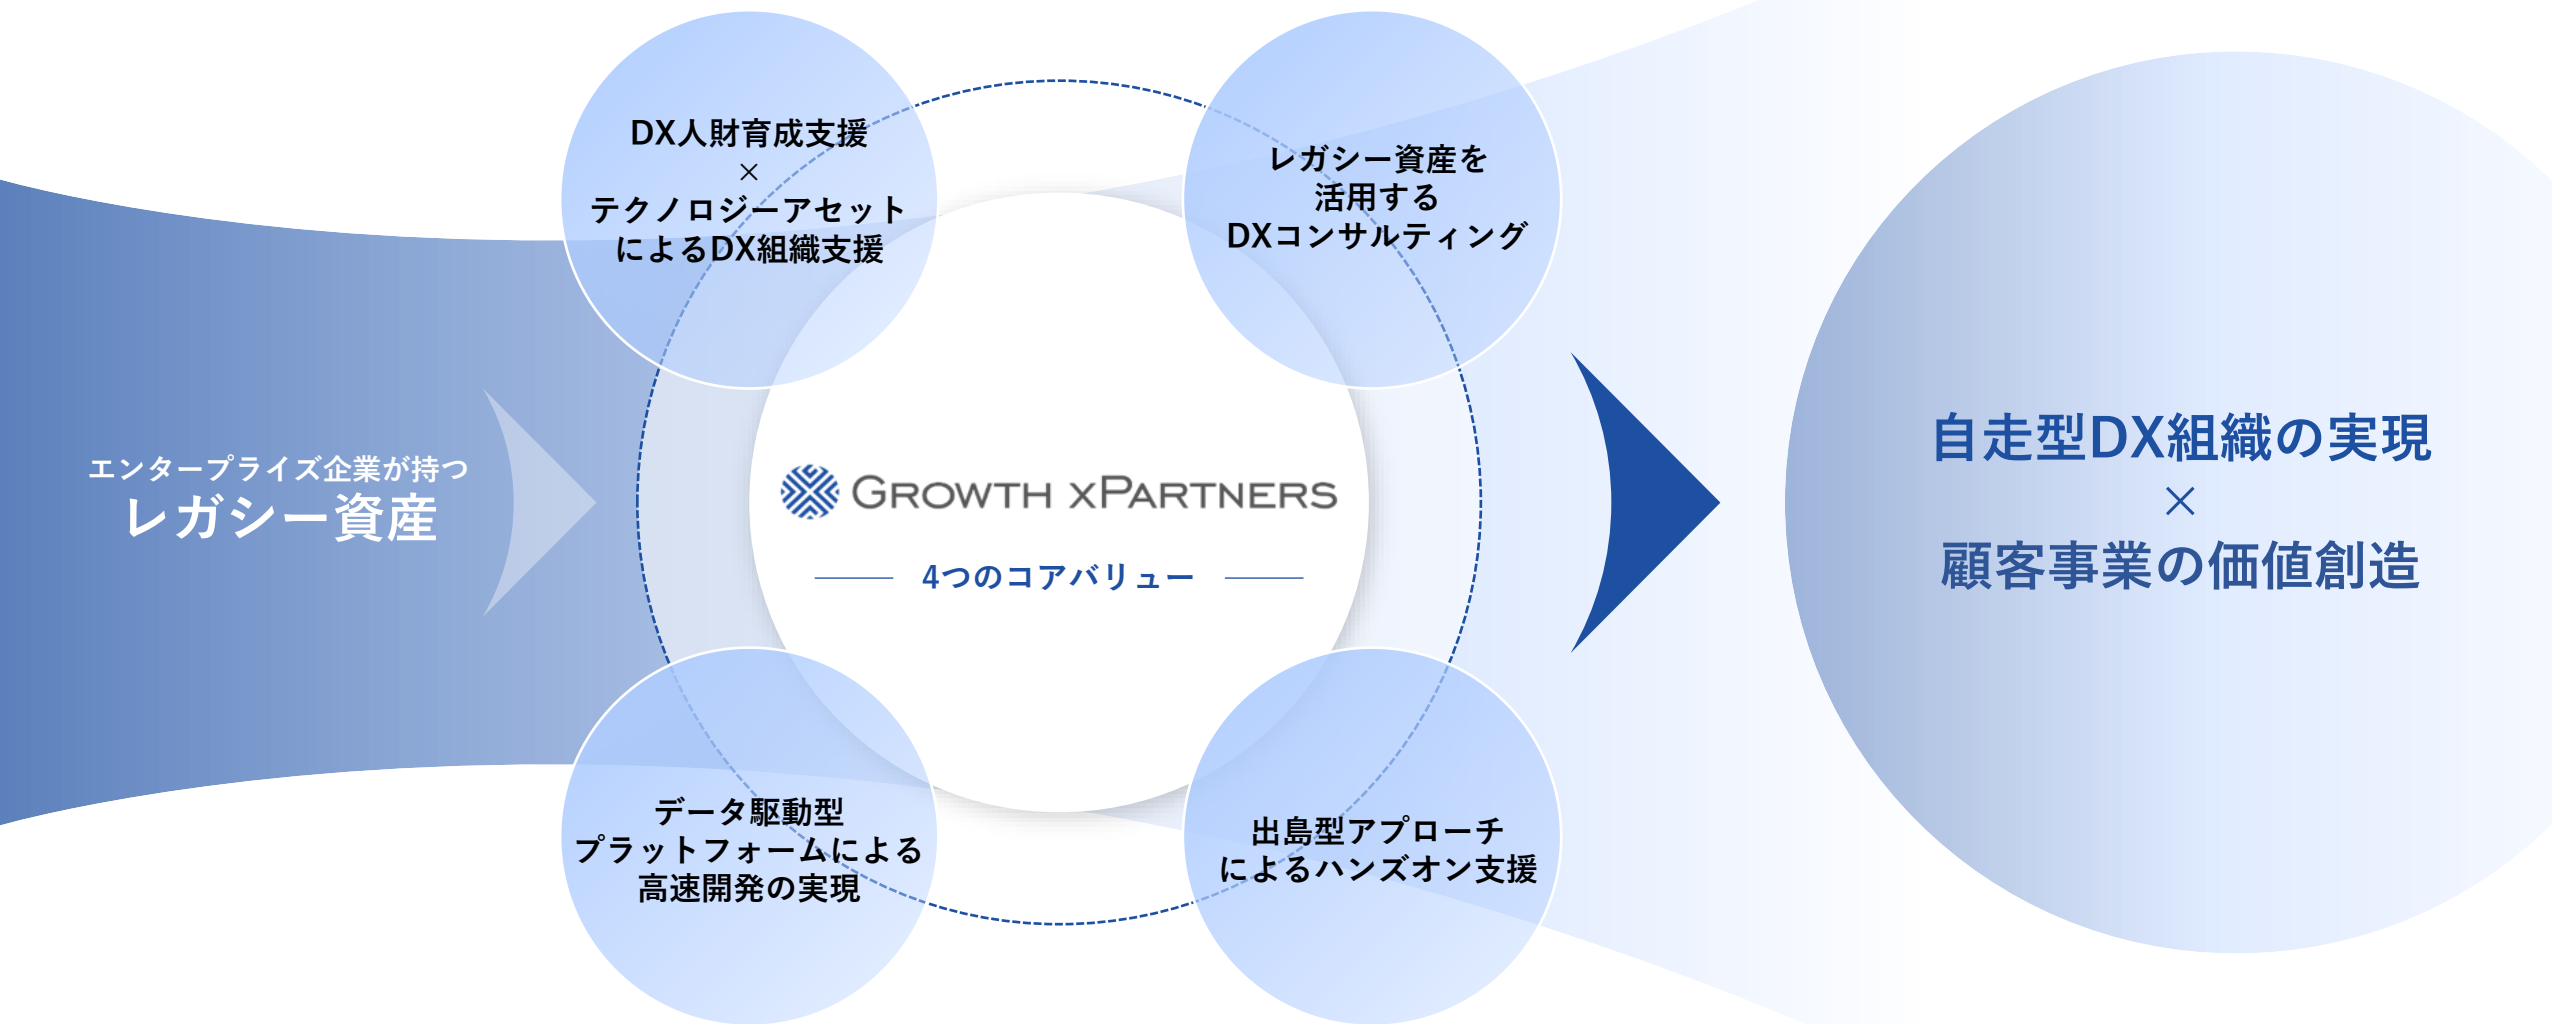 エンタープライズ企業が持つ
レガシー資産
DX人財育成支援
×
テクノロジーアセット
によるDX組織支援
レガシー資産を
活用する
DXコンサルティング
GROWTH xPARTNERS
4つのコアバリュー
データ駆動型
プラットフォームによる
高速開発の実現
出島型アプローチ
によるハンズオン支援
自走型DX組織の実現
×
顧客事業の価値創造